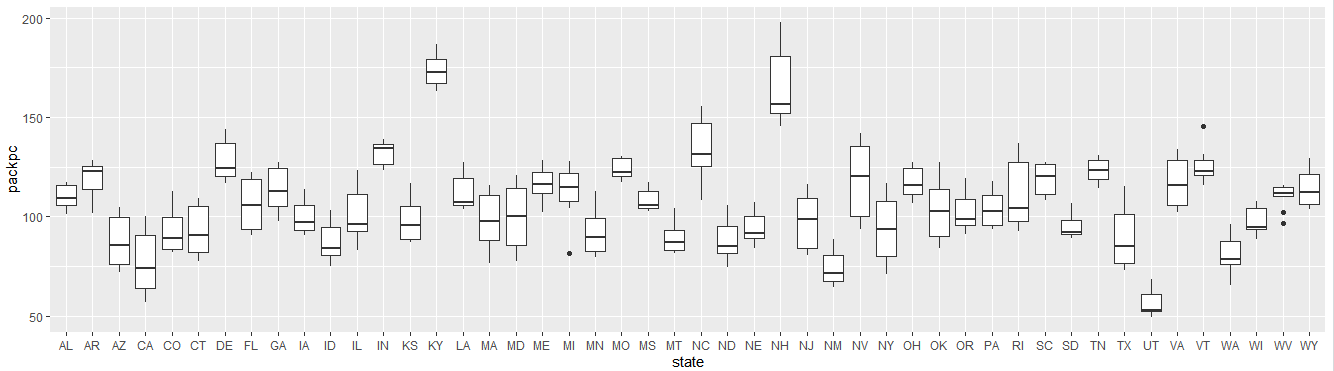 packpc
200
150
100
50
AL AR AZ CA CO CT DE FL GA IA ID IL IN KS KY LA MA MD ME MI MN MO MS MT NC ND NE NH NJ NM NV NY OH OK OR PA RI SC SD TN TX UT VA VT WA WI WV WY
state